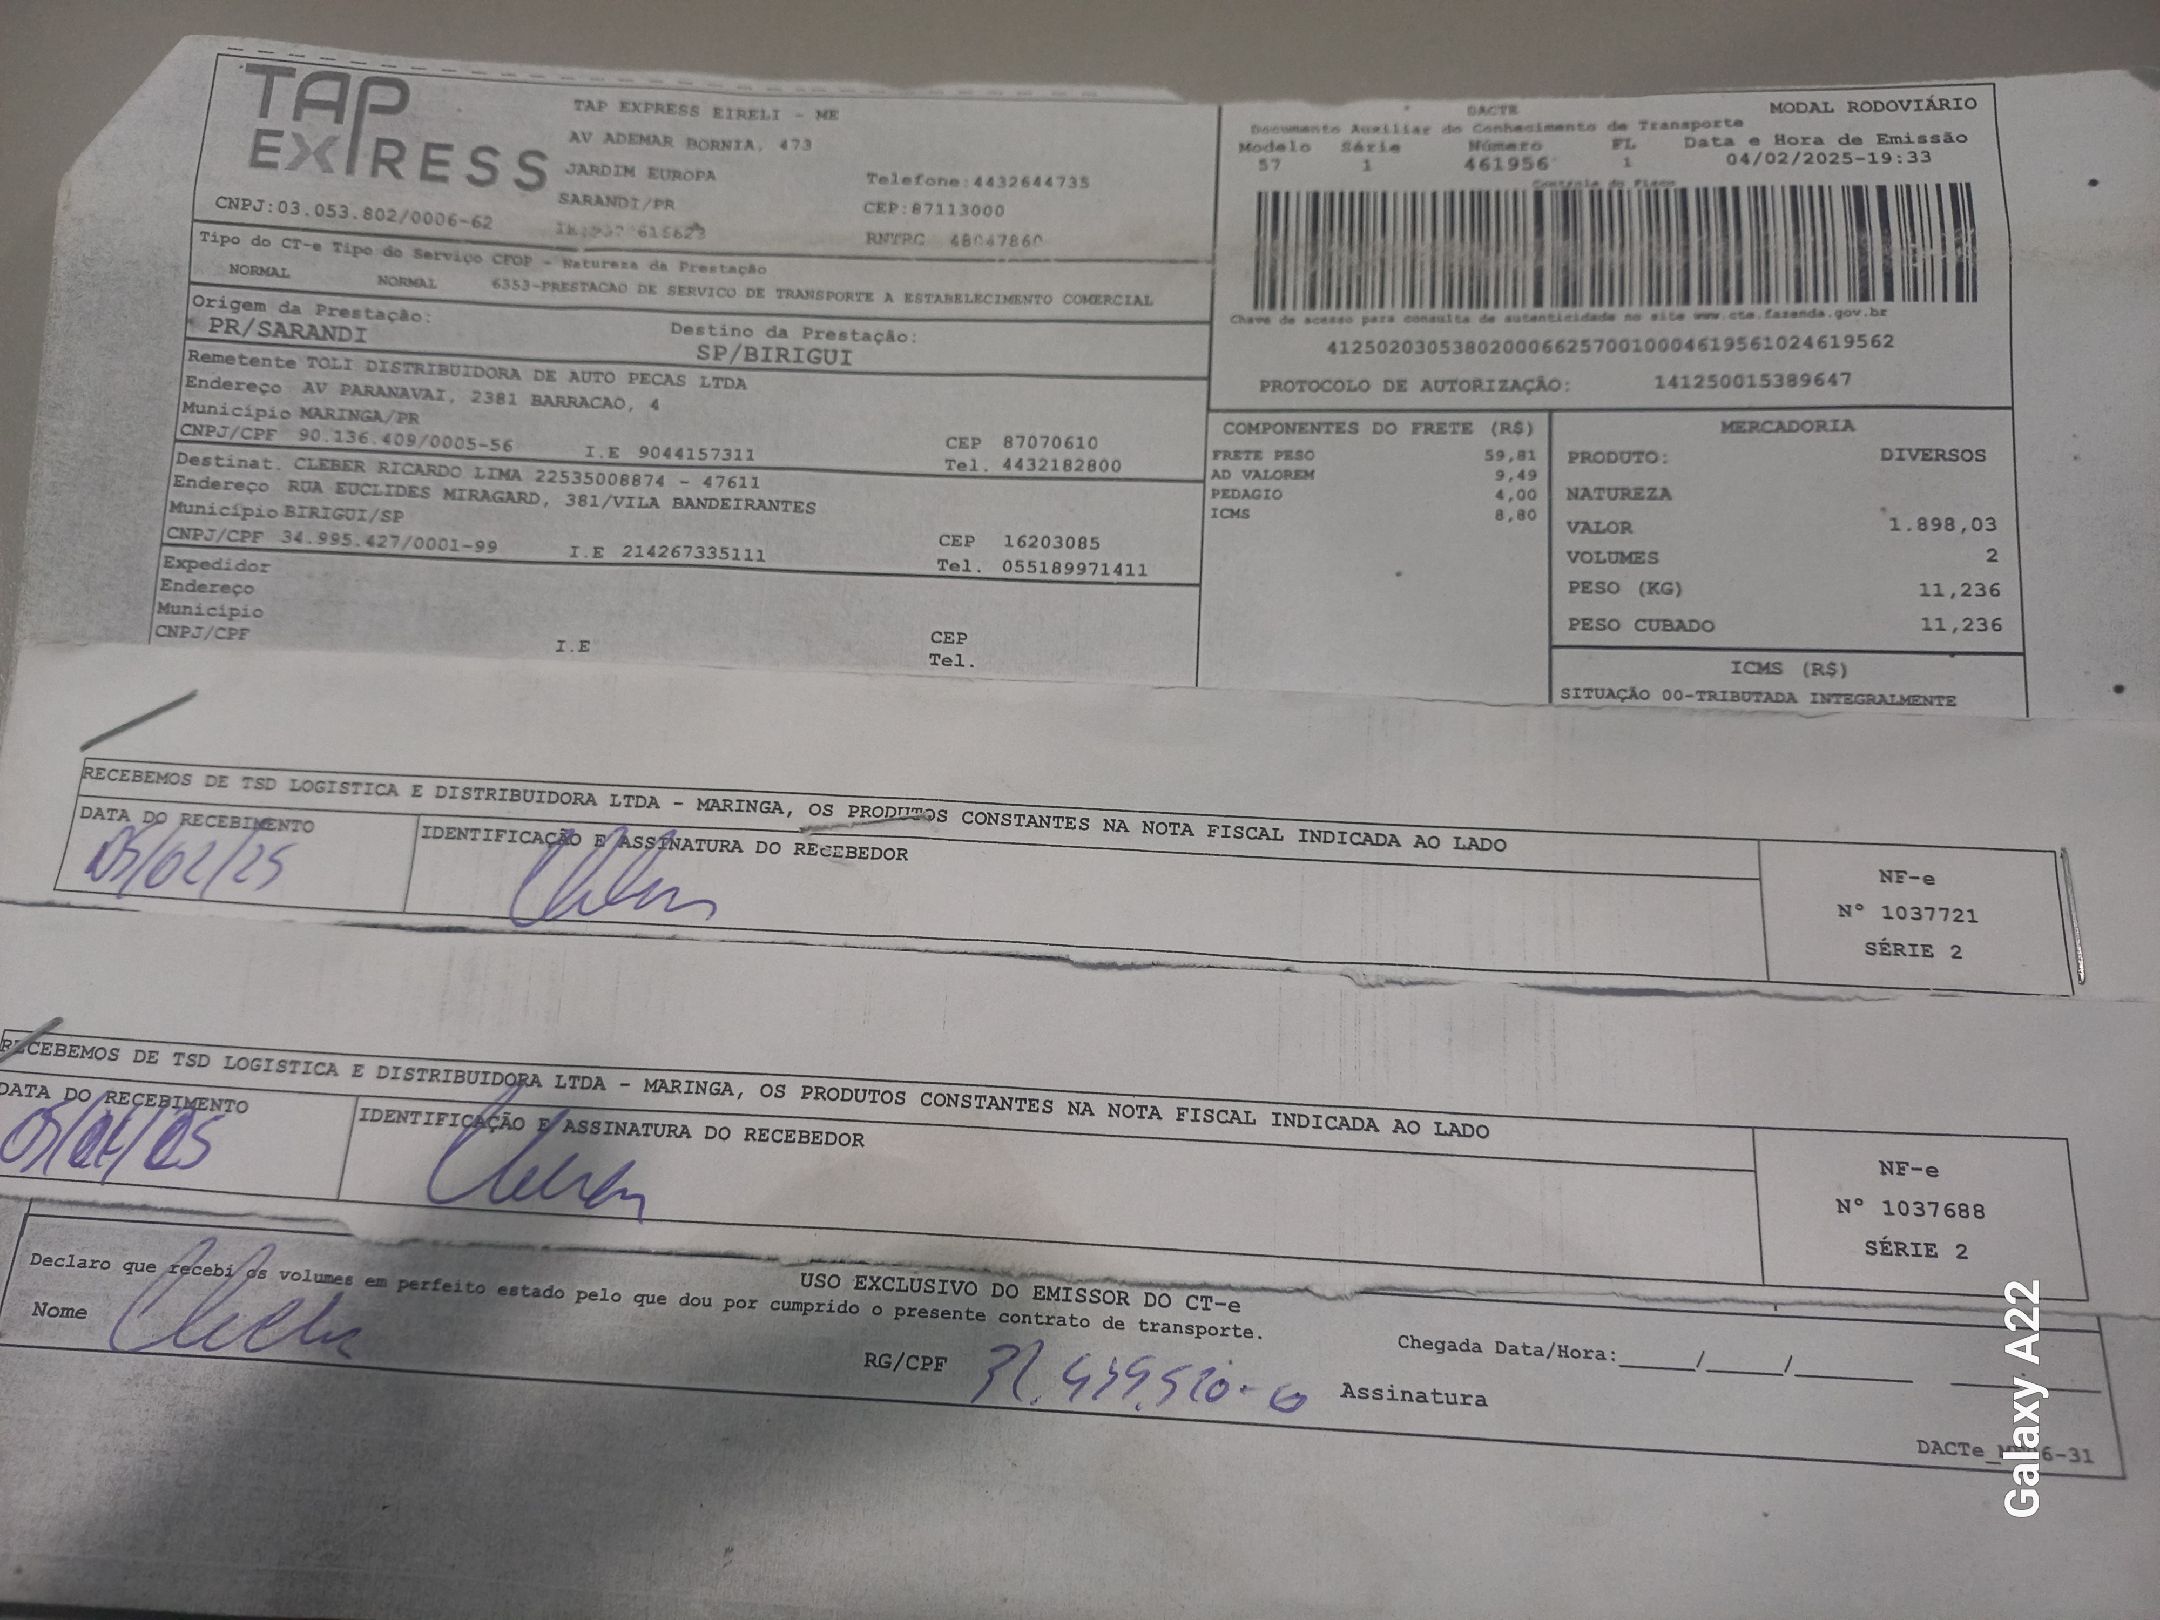 TAP EXPRESS
TAP EXPRESS EIRELI - ME
AV ADEMAR BORNIA, 473
JARDIM EUROPA
Telefone:4432644735
SARANDI/PR
CEP:87113000
CNPJ:03.053.802/0006-62
RNTRC 48047860
Tipo do CT-e Tipo do Serviço CFOP - Natureza da Prestação
NORMAL NORMAL 6353-PRESTACAO DE SERVICO DE TRANSPORTE A ESTABELECIMENTO COMERCIAL
Origem da Prestação:
PR/SARANDI
Destino da Prestação:
SP/BIRIGUI
Remetente TOLI DISTRIBUIDORA DE AUTO PECAS LTDA
Endereço AV PARANAVAI, 2381 BARRACAO, 4
Município MARINGA/PR
CEP 87070610
CNPJ/CPF 90.136.409/0005-56 I.E 9044157311 Tel. 4432182800
Destinat. CLEBER RICARDO LIMA 22535008874 - 47611
Endereço RUA EUCLIDES MIRAGARD, 381/VILA BANDEIRANTES
Município BIRIGUI/SP
CEP 16203085
CNPJ/CPF 34.995.427/0001-99 I.E 214267335111 Tel. 055189971411
Expedidor
Endereço
Município
CEP
CNPJ/CPF I.E Tel.
DACTE
MODAL RODOVIÁRIO
Documento Auxiliar do Conhecimento de Transporte
Modelo Série Número FL Data e Hora de Emissão
57 1 461956 1 04/02/2025-19:33
Controle do Fisco
Chave de acesso para consulta de autenticidade no site www.cte.fazenda.gov.br
41250203053802000662570010004619561024619562
PROTOCOLO DE AUTORIZAÇÃO: 141250015389647
COMPONENTES DO FRETE (R$)
FRETE PESO 59,81
AD VALOREM 9,49
PEDAGIO 4,00
ICMS 8,80
MERCADORIA
PRODUTO: DIVERSOS
NATUREZA
VALOR 1.898,03
VOLUMES 2
PESO (KG) 11,236
PESO CUBADO 11,236
ICMS (R$)
SITUAÇÃO 00-TRIBUTADA INTEGRALMENTE
RECEBEMOS DE TSD LOGISTICA E DISTRIBUIDORA LTDA - MARINGA, OS PRODUTOS CONSTANTES NA NOTA FISCAL INDICADA AO LADO
DATA DO RECEBIMENTO
05/02/25
IDENTIFICAÇÃO E ASSINATURA DO RECEBEDOR
NF-e
Nº 1037721
SÉRIE 2
RECEBEMOS DE TSD LOGISTICA E DISTRIBUIDORA LTDA - MARINGA, OS PRODUTOS CONSTANTES NA NOTA FISCAL INDICADA AO LADO
DATA DO RECEBIMENTO
IDENTIFICAÇÃO E ASSINATURA DO RECEBEDOR
NF-e
Nº 1037688
SÉRIE 2
USO EXCLUSIVO DO EMISSOR DO CT-e
Declaro que recebi os volumes em perfeito estado pelo que dou por cumprido o presente contrato de transporte.
Nome
RG/CPF
Chegada Data/Hora:_____/_____/_______ ________
Assinatura
Galaxy A22